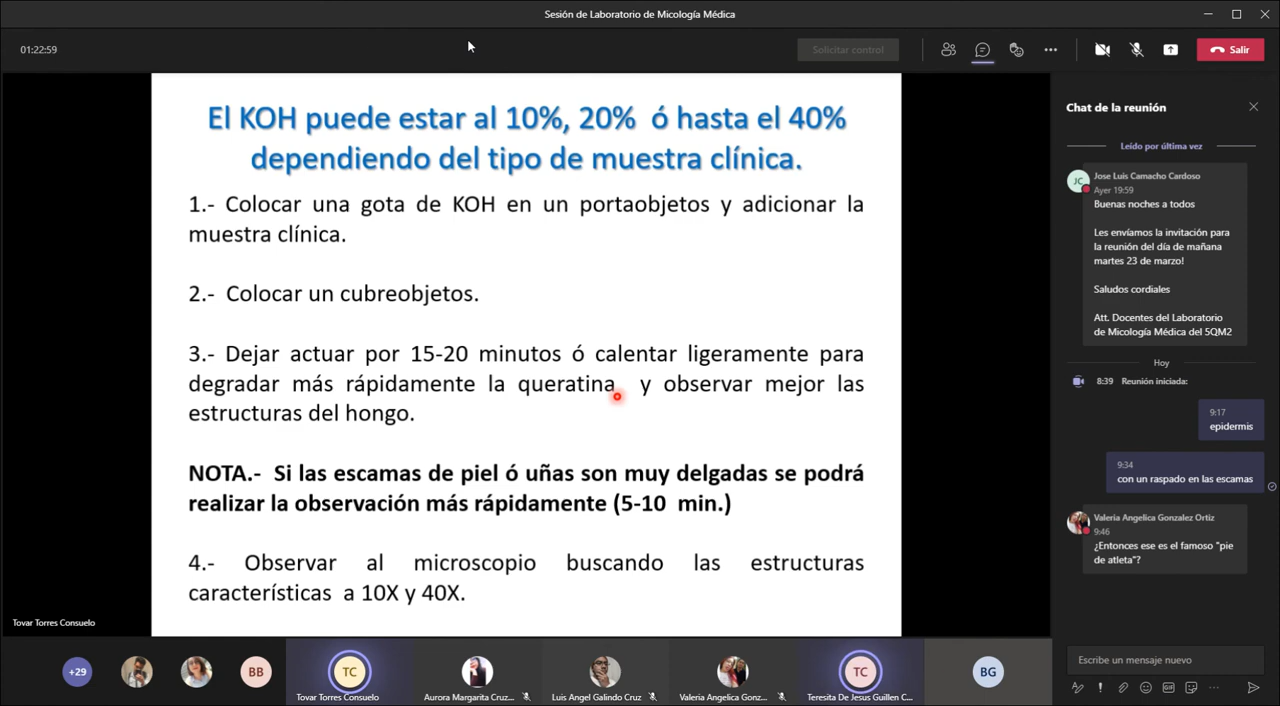 Sesión de Laboratorio de Micología Médica
01:22:59
Solicitar control
Salir
El KOH puede estar al 10%, 20% ó hasta el 40%
dependiendo del tipo de muestra clínica.
1.- Colocar una gota de KOH en un portaobjetos y adicionar la
muestra clínica.
2.- Colocar un cubreobjetos.
3.- Dejar actuar por 15-20 minutos ó calentar ligeramente para
degradar más rápidamente la queratina y observar mejor las
estructuras del hongo.
NOTA.- Si las escamas de piel ó uñas son muy delgadas se podrá
realizar la observación más rápidamente (5-10 min.)
4.- Observar al microscopio buscando las estructuras
características a 10X y 40X.
Tovar Torres Consuelo
Chat de la reunión
Leído por última vez
JC
Jose Luis Camacho Cardoso
Ayer 19:59
Buenas noches a todos
Les envíamos la invitación para
la reunión del día de mañana
martes 23 de marzo!
Saludos cordiales
Att. Docentes del Laboratorio
de Micología Médica del 5QM2
Hoy
8:39 Reunión iniciada:
9:17
epidermis
9:34
con un raspado en las escamas
Valeria Angelica Gonzalez Ortiz
9:46
¿Entonces ese es el famoso "pie
de atleta"?
Escribe un mensaje nuevo
GIF
+29
BB
TC
Tovar Torres Consuelo
Aurora Margarita Cruz...
Luis Angel Galindo Cruz
Valeria Angelica Gonz...
TC
Teresita De Jesus Guillen C...
BG